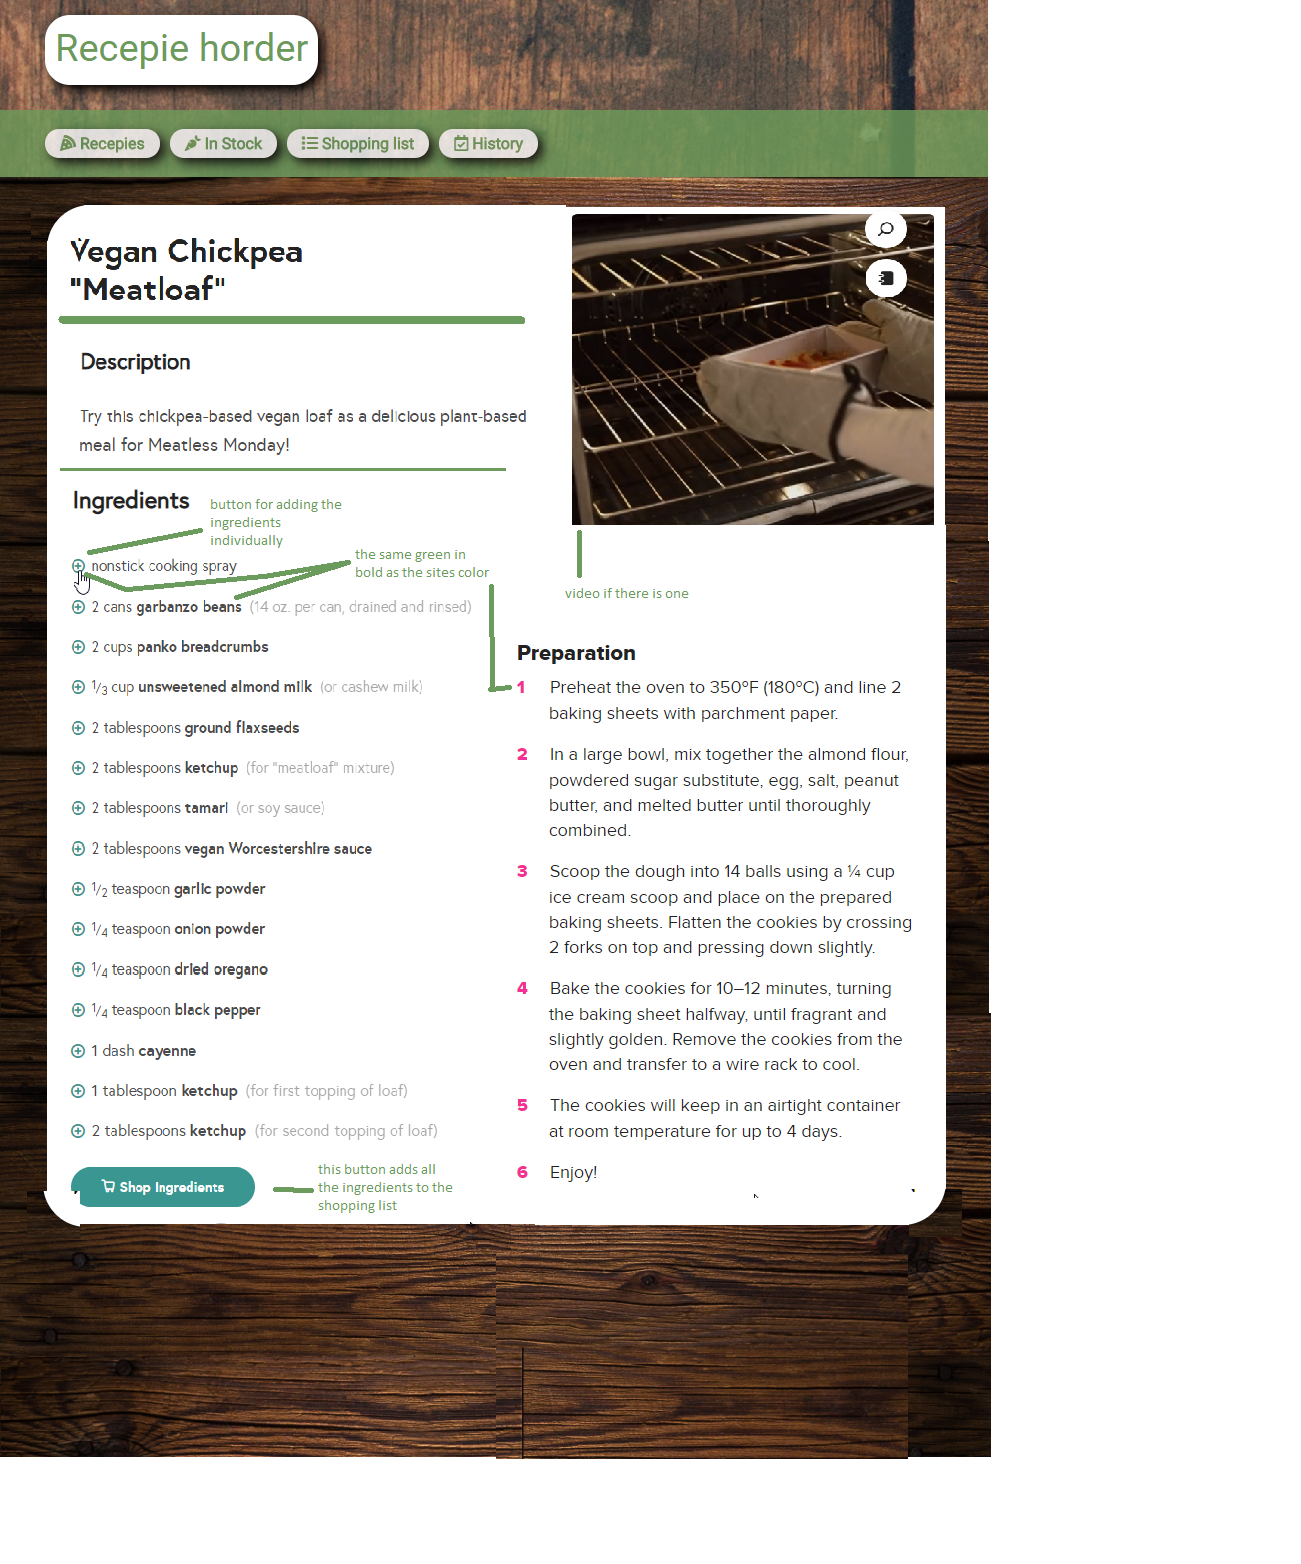 Recepie horder
Recepies
In Stock
Shopping list
History
Vegan Chickpea
"Meatloaf"
Description
Try this chickpea-based vegan loaf as a delicious plant-based
meal for Meatless Monday!
Ingredients
button for adding the
ingredients
individually
the same green in
bold as the sites color
nonstick cooking spray
2 cans garbanzo beans (14 oz. per can, drained and rinsed)
2 cups panko breadcrumbs
1/3 cup unsweetened almond milk (or cashew milk)
2 tablespoons ground flaxseeds
2 tablespoons ketchup (for "meatloaf" mixture)
2 tablespoons tamari (or soy sauce)
2 tablespoons vegan Worcestershire sauce
1/2 teaspoon garlic powder
1/4 teaspoon onion powder
1/4 teaspoon dried oregano
1/4 teaspoon black pepper
1 dash cayenne
1 tablespoon ketchup (for first topping of loaf)
2 tablespoons ketchup (for second topping of loaf)
Shop Ingredients
this button adds all
the ingredients to the
shopping list
video if there is one
Preparation
1 Preheat the oven to 350°F (180°C) and line 2
baking sheets with parchment paper.
2 In a large bowl, mix together the almond flour,
powdered sugar substitute, egg, salt, peanut
butter, and melted butter until thoroughly
combined.
3 Scoop the dough into 14 balls using a ¼ cup
ice cream scoop and place on the prepared
baking sheets. Flatten the cookies by crossing
2 forks on top and pressing down slightly.
4 Bake the cookies for 10–12 minutes, turning
the baking sheet halfway, until fragrant and
slightly golden. Remove the cookies from the
oven and transfer to a wire rack to cool.
5 The cookies will keep in an airtight container
at room temperature for up to 4 days.
6 Enjoy!